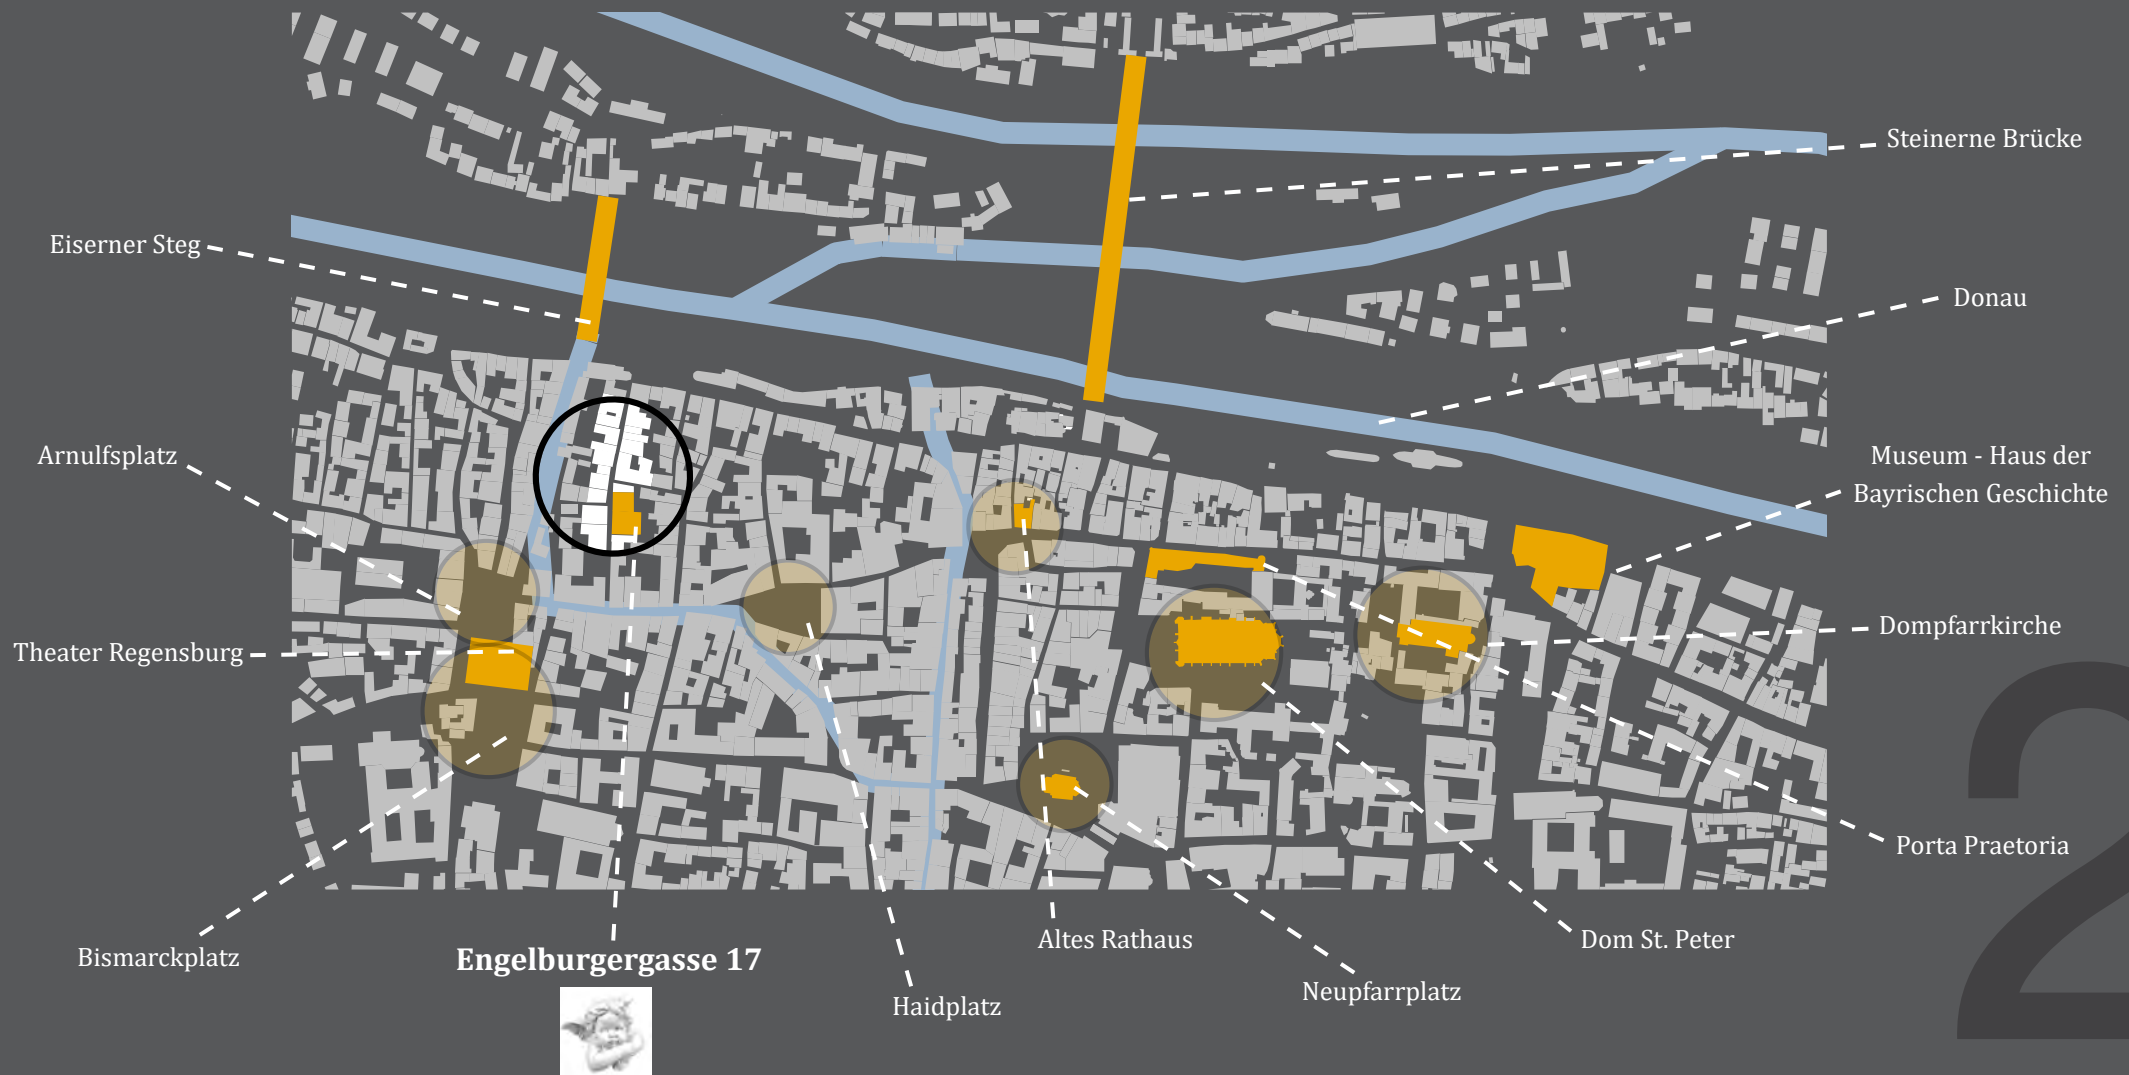 Steinerne Brücke
Eiserner Steg
Donau
Arnulfsplatz
Museum - Haus der
Bayrischen Geschichte
Theater Regensburg
Dompfarrkirche
Porta Praetoria
Bismarckplatz
Engelburgergasse 17
Altes Rathaus
Dom St. Peter
Haidplatz
Neupfarrplatz
2